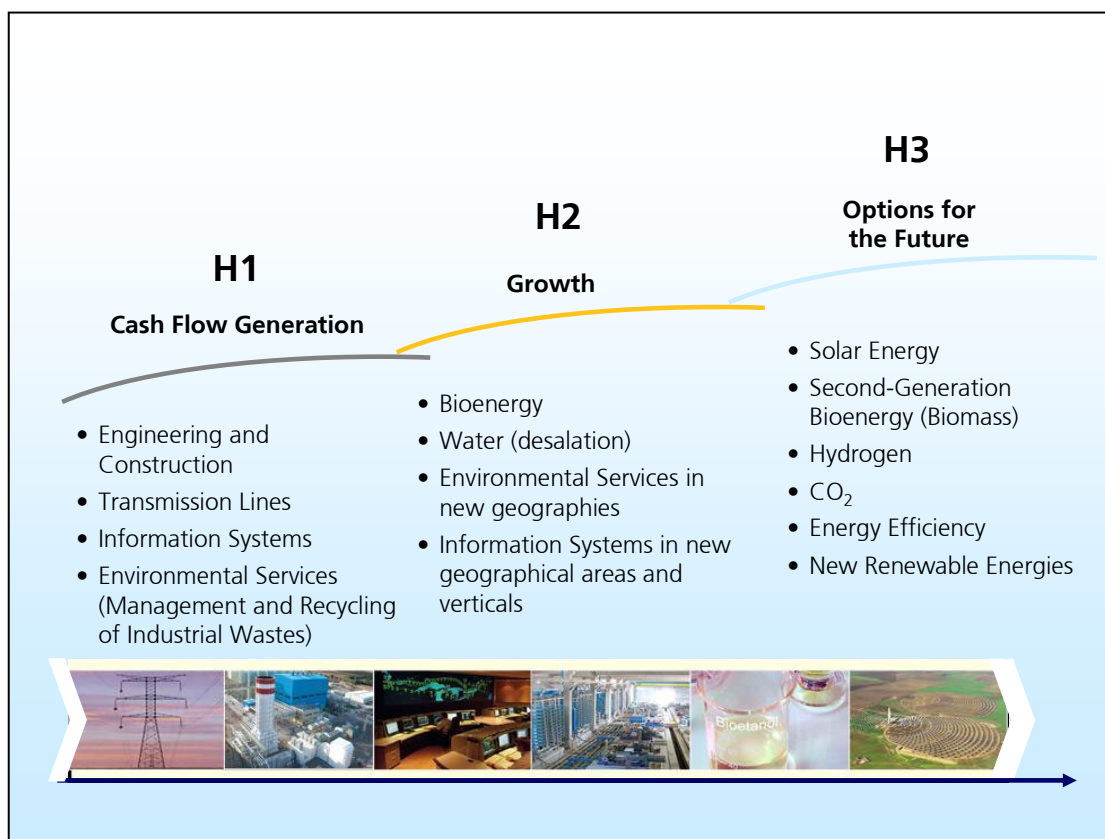 H1
Cash Flow Generation
• Engineering and
Construction
• Transmission Lines
• Information Systems
• Environmental Services
(Management and Recycling
of Industrial Wastes)
H2
Growth
• Bioenergy
• Water (desalation)
• Environmental Services in
new geographies
• Information Systems in new
geographical areas and
verticals
H3
Options for
the Future
• Solar Energy
• Second-Generation
Bioenergy (Biomass)
• Hydrogen
• CO₂
• Energy Efficiency
• New Renewable Energies
Bioetanol